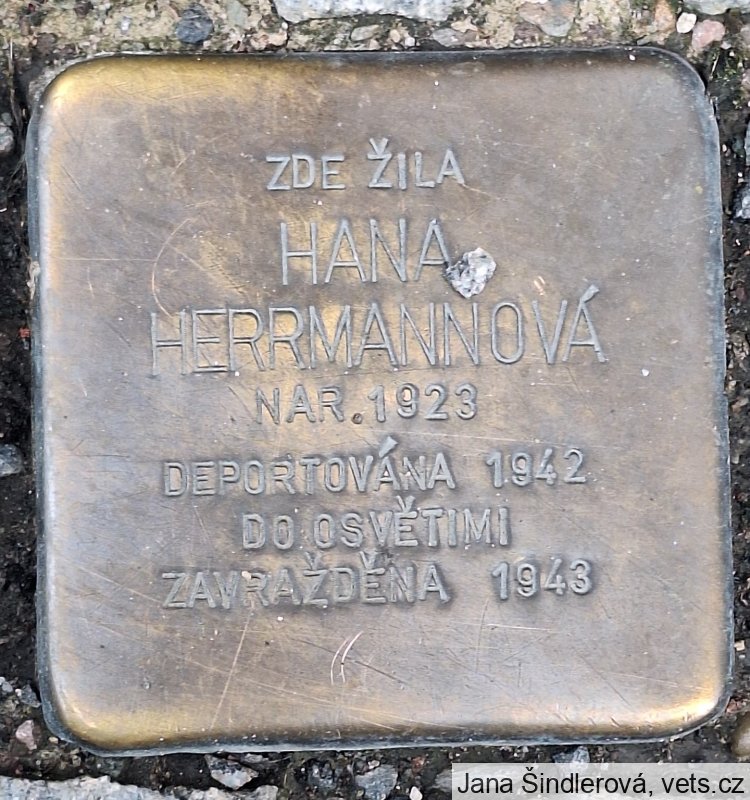 ZDE ŽILA
HANA
HERRMANNOVÁ
NAR. 1923
DEPORTOVÁNA 1942
DO OSVĚTIMI
ZAVRAŽDĚNA 1943
Jana Šindlerová, vets.cz